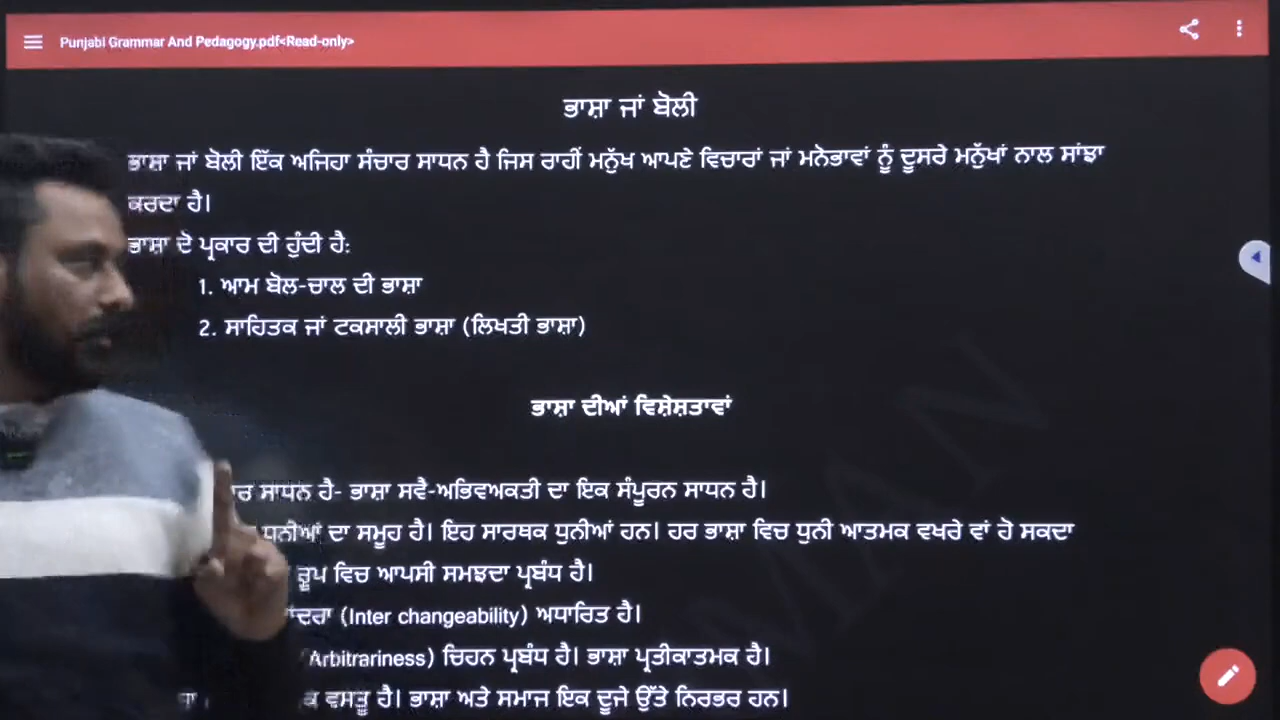 Punjabi Grammar And Pedagogy.pdf<Read-only>
ਭਾਸ਼ਾ ਜਾਂ ਬੋਲੀ
ਭਾਸ਼ਾ ਜਾਂ ਬੋਲੀ ਇੱਕ ਅਜਿਹਾ ਸੰਚਾਰ ਸਾਧਨ ਹੈ ਜਿਸ ਰਾਹੀਂ ਮਨੁੱਖ ਆਪਣੇ ਵਿਚਾਰਾਂ ਜਾਂ ਮਨੋਭਾਵਾਂ ਨੂੰ ਦੂਸਰੇ ਮਨੁੱਖਾਂ ਨਾਲ ਸਾਂਝਾ
ਕਰਦਾ ਹੈ।
ਭਾਸ਼ਾ ਦੋ ਪ੍ਰਕਾਰ ਦੀ ਹੁੰਦੀ ਹੈ:
1. ਆਮ ਬੋਲ-ਚਾਲ ਦੀ ਭਾਸ਼ਾ
2. ਸਾਹਿਤਕ ਜਾਂ ਟਕਸਾਲੀ ਭਾਸ਼ਾ (ਲਿਖਤੀ ਭਾਸ਼ਾ)
ਭਾਸ਼ਾ ਦੀਆਂ ਵਿਸ਼ੇਸ਼ਤਾਵਾਂ
ਸਾਧਨ ਹੈ- ਭਾਸ਼ਾ ਸਵੈ-ਅਭਿਵਅਕਤੀ ਦਾ ਇਕ ਸੰਪੂਰਨ ਸਾਧਨ ਹੈ।
ਧੁਨੀਆਂ ਦਾ ਸਮੂਹ ਹੈ। ਇਹ ਸਾਰਥਕ ਧੁਨੀਆਂ ਹਨ। ਹਰ ਭਾਸ਼ਾ ਵਿਚ ਧੁਨੀ ਆਤਮਕ ਵਖਰੇਵਾਂ ਹੋ ਸਕਦਾ
ਰੂਪ ਵਿਚ ਆਪਸੀ ਸਮਝਦਾ ਪ੍ਰਬੰਧ ਹੈ।
(Inter changeability) ਅਧਾਰਿਤ ਹੈ।
Arbitrariness) ਚਿਹਨ ਪ੍ਰਬੰਧ ਹੈ। ਭਾਸ਼ਾ ਪ੍ਰਤੀਕਾਤਮਕ ਹੈ।
ਵਸਤੂ ਹੈ। ਭਾਸ਼ਾ ਅਤੇ ਸਮਾਜ ਇਕ ਦੂਜੇ ਉੱਤੇ ਨਿਰਭਰ ਹਨ।